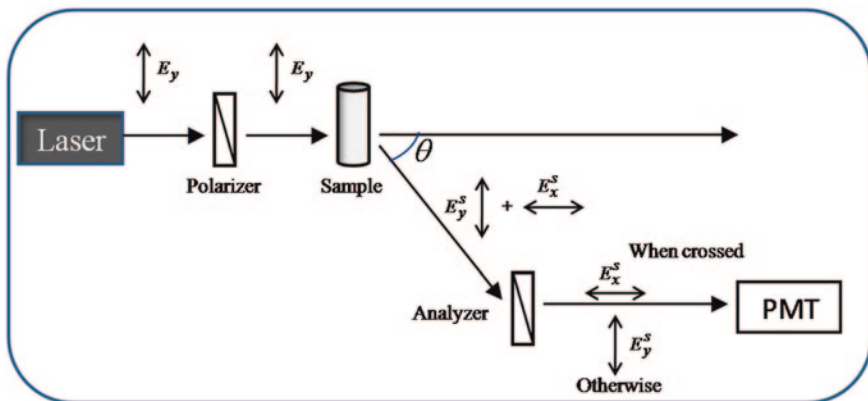 E_y
E_y
Laser
θ
Polarizer
Sample
E_y^s + E_x^s
When crossed
E_x^s
Analyzer
PMT
E_y^s
Otherwise